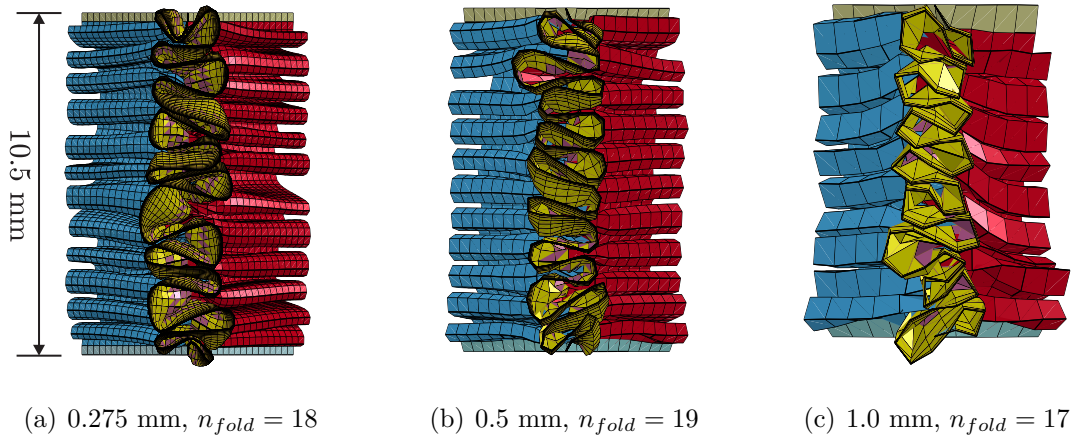 10.5 mm
(a) 0.275 mm, n_fold = 18
(b) 0.5 mm, n_fold = 19
(c) 1.0 mm, n_fold = 17